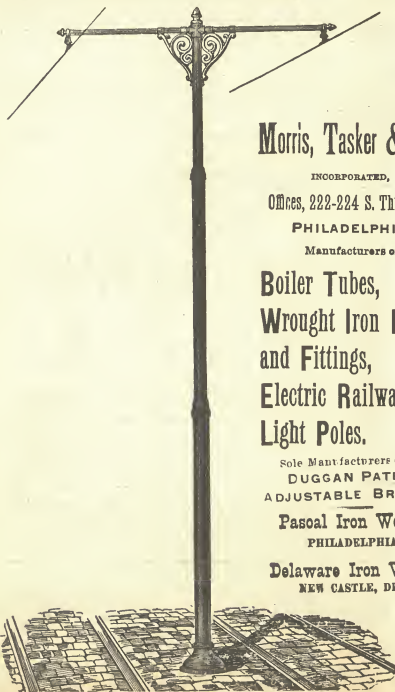 Morris, Tasker &
INCORPORATED,
Offices, 222-224 S. Th
PHILADELPHI
Manufacturers o
Boiler Tubes,
Wrought Iron
and Fittings,
Electric Railwa
Light Poles.
Sole Manufacturers
DUGGAN PAT
ADJUSTABLE BR
Pascal Iron Wo
PHILADELPHIA
Delaware Iron
NEW CASTLE, DE